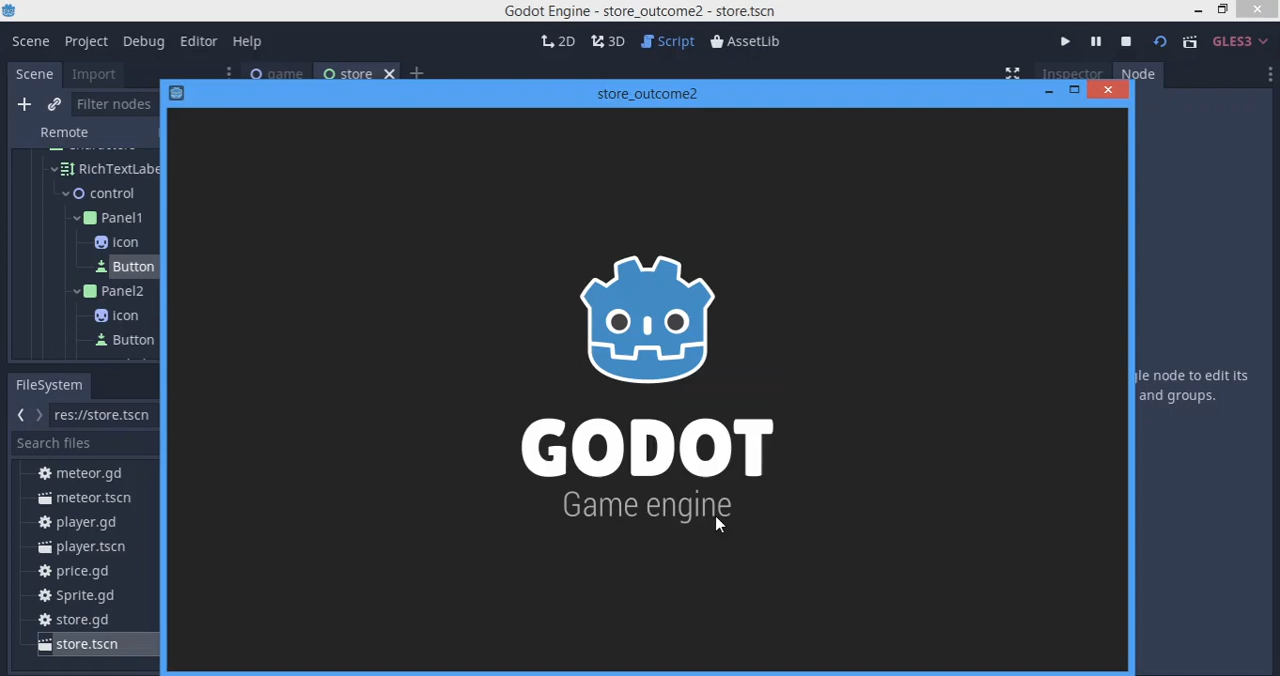 Godot Engine - store_outcome2 - store.tscn
Scene Project Debug Editor Help 2D 3D Script AssetLib GLES3
Scene Import game store Inspector Node
Filter nodes store_outcome2
Remote
RichTextLabe
control
Panel1
icon
Button
Panel2
icon
Button
FileSystem
res://store.tscn
Search files
meteor.gd
meteor.tscn
player.gd
player.tscn
price.gd
Sprite.gd
store.gd
store.tscn
GODOT
Game engine
gle node to edit its
and groups.